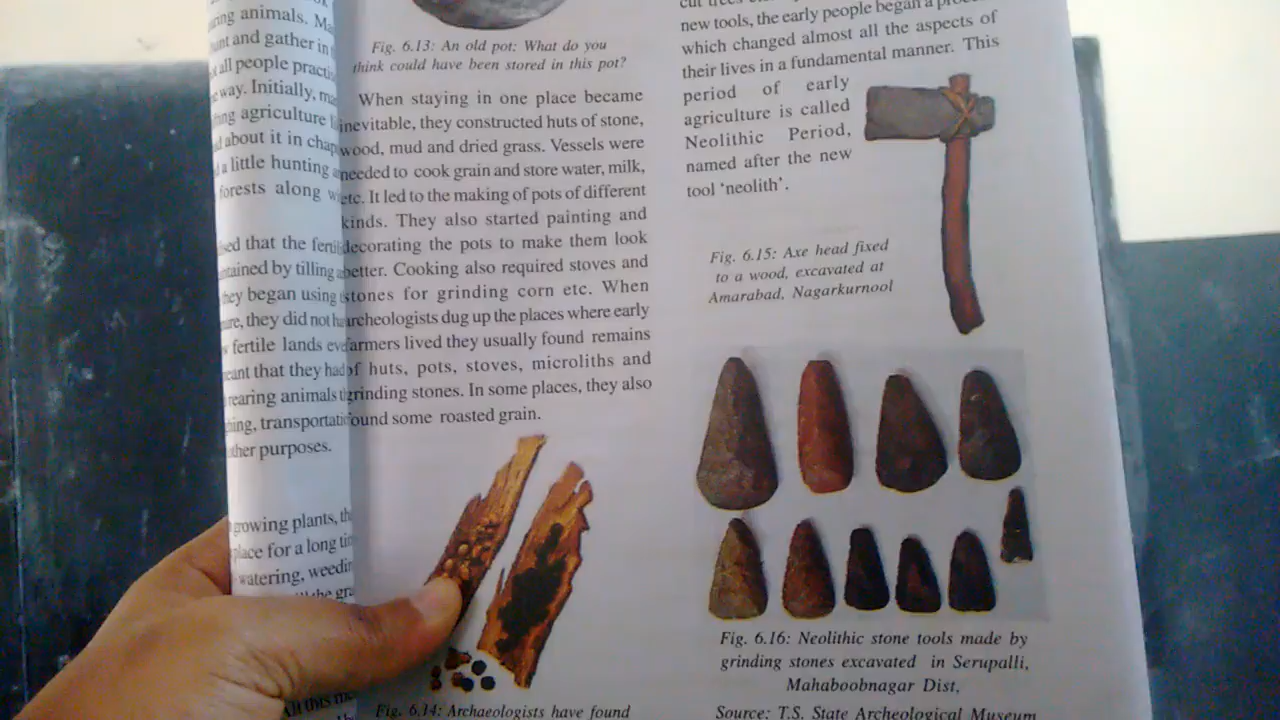 ring animals.
and gather in
all people
way. Initially,
agriculture
about it in
a little hunting
forests along
that the
by tilling
they began using
they did not
fertile lands
that they had
rearing animals
transportati
other purposes.
growing plants,
place for a long
watering,
the
Fig. 6.13: An old pot: What do you
think could have been stored in this pot?
When staying in one place became
inevitable, they constructed huts of stone,
wood, mud and dried grass. Vessels were
needed to cook grain and store water, milk,
etc. It led to the making of pots of different
kinds. They also started painting and
decorating the pots to make them look
better. Cooking also required stoves and
stones for grinding corn etc. When
archeologists dug up the places where early
farmers lived they usually found remains
of huts, pots, stoves, microliths and
grinding stones. In some places, they also
found some roasted grain.
Fig. 6.14: Archaeologists have found
new tools, the early people began a
which changed almost all the aspects of
their lives in a fundamental manner. This
period of early
agriculture is called
Neolithic Period,
named after the new
tool 'neolith'.
Fig. 6.15: Axe head fixed
to a wood, excavated at
Amarabad, Nagarkurnool
Fig. 6.16: Neolithic stone tools made by
grinding stones excavated in Serupalli,
Mahaboobnagar Dist,
Source: T.S. State Archeological Museum